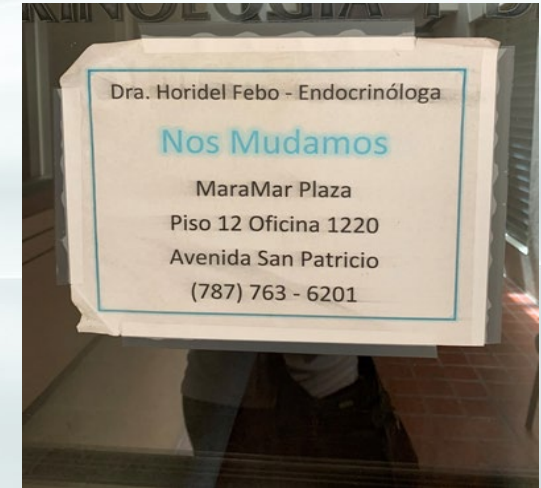 Dra. Horidel Febo - Endocrinóloga
Nos Mudamos
MaraMar Plaza
Piso 12 Oficina 1220
Avenida San Patricio
(787) 763 - 6201